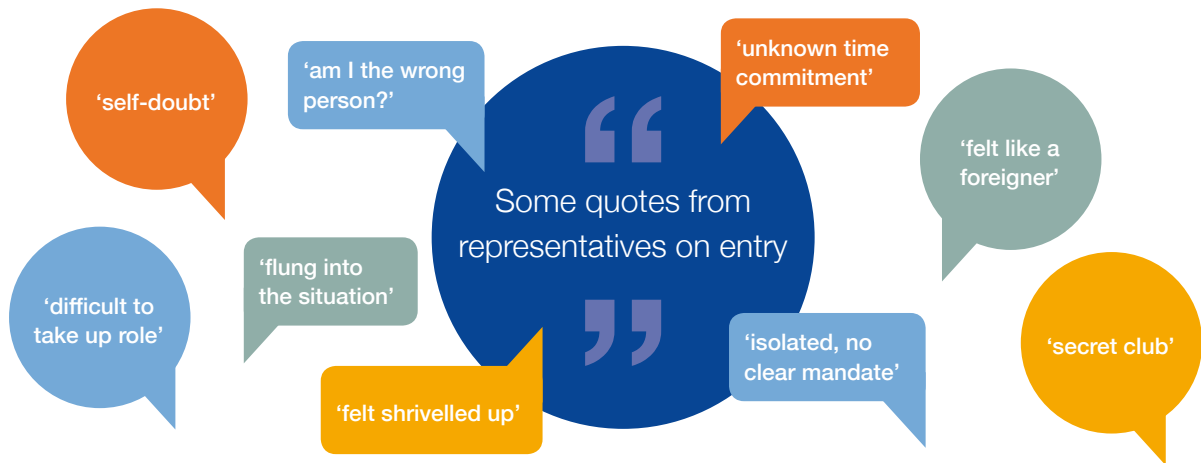 ‘self-doubt’
‘am I the wrong
person?’
‘unknown time
commitment’
‘felt like a
foreigner’
“
Some quotes from
representatives on entry
”
‘difficult to
take up role’
‘flung into
the situation’
‘felt shrivelled up’
‘isolated, no
clear mandate’
‘secret club’